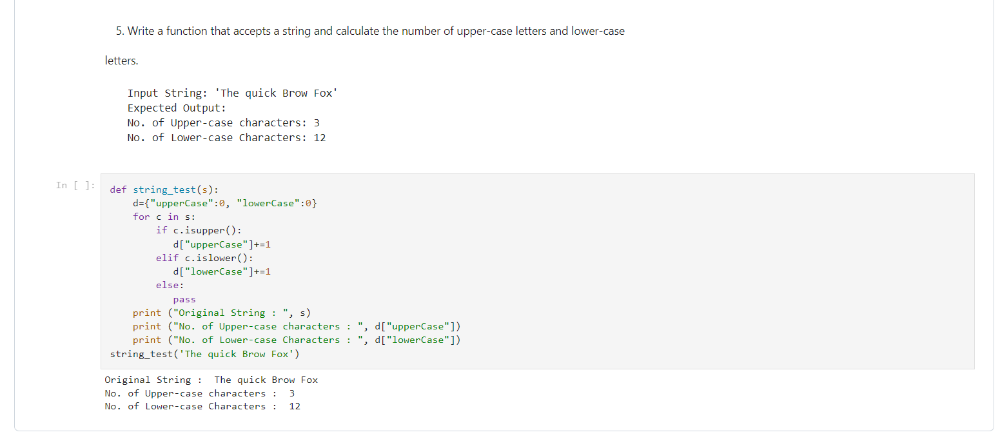 5. Write a function that accepts a string and calculate the number of upper-case letters and lower-case
letters.
Input String: 'The quick Brow Fox'
Expected Output:
No. of Upper-case characters: 3
No. of Lower-case Characters: 12
In [ ]:
def string_test(s):
    d={"upperCase":0, "lowerCase":0}
    for c in s:
        if c.isupper():
           d["upperCase"]+=1
        elif c.islower():
           d["lowerCase"]+=1
        else:
           pass
    print ("Original String : ", s)
    print ("No. of Upper-case characters : ", d["upperCase"])
    print ("No. of Lower-case Characters : ", d["lowerCase"])
string_test('The quick Brow Fox')
Original String :  The quick Brow Fox
No. of Upper-case characters :  3
No. of Lower-case Characters :  12